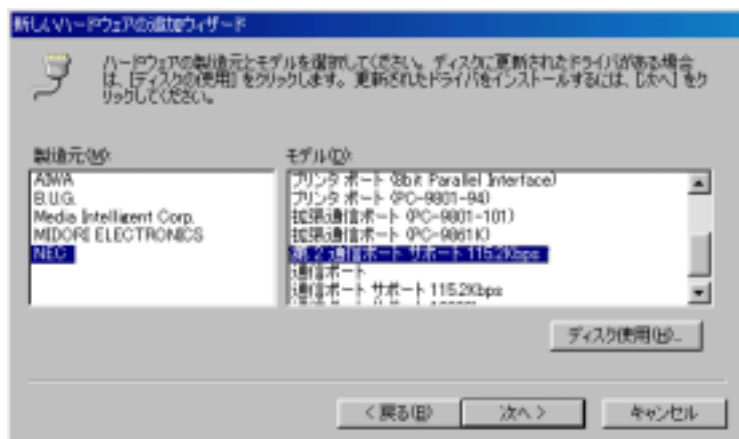 新しいハードウェアの追加ウィザード
ハードウェアの製造元とモデルを選択してください。ディスクに更新されたドライバがある場合
は、[ディスクの使用] をクリックします。更新されたドライバをインストールするには、[次へ] をク
リックしてください。
製造元(M):
モデル(D):
AIWA
B.U.G.
Media Intelligent Corp.
MIDORI ELECTRONICS
NEC
プリンタ ポート (8bit Parallel Interface)
プリンタ ポート (PC-9801-94)
拡張通信ポート (PC-9801-101)
拡張通信ポート (PC-9861K)
第 2 通信ポート サポート 115.2Kbps
通信ポート
通信ポート サポート 115.2Kbps
ディスク使用(H)...
< 戻る(B)
次へ >
キャンセル